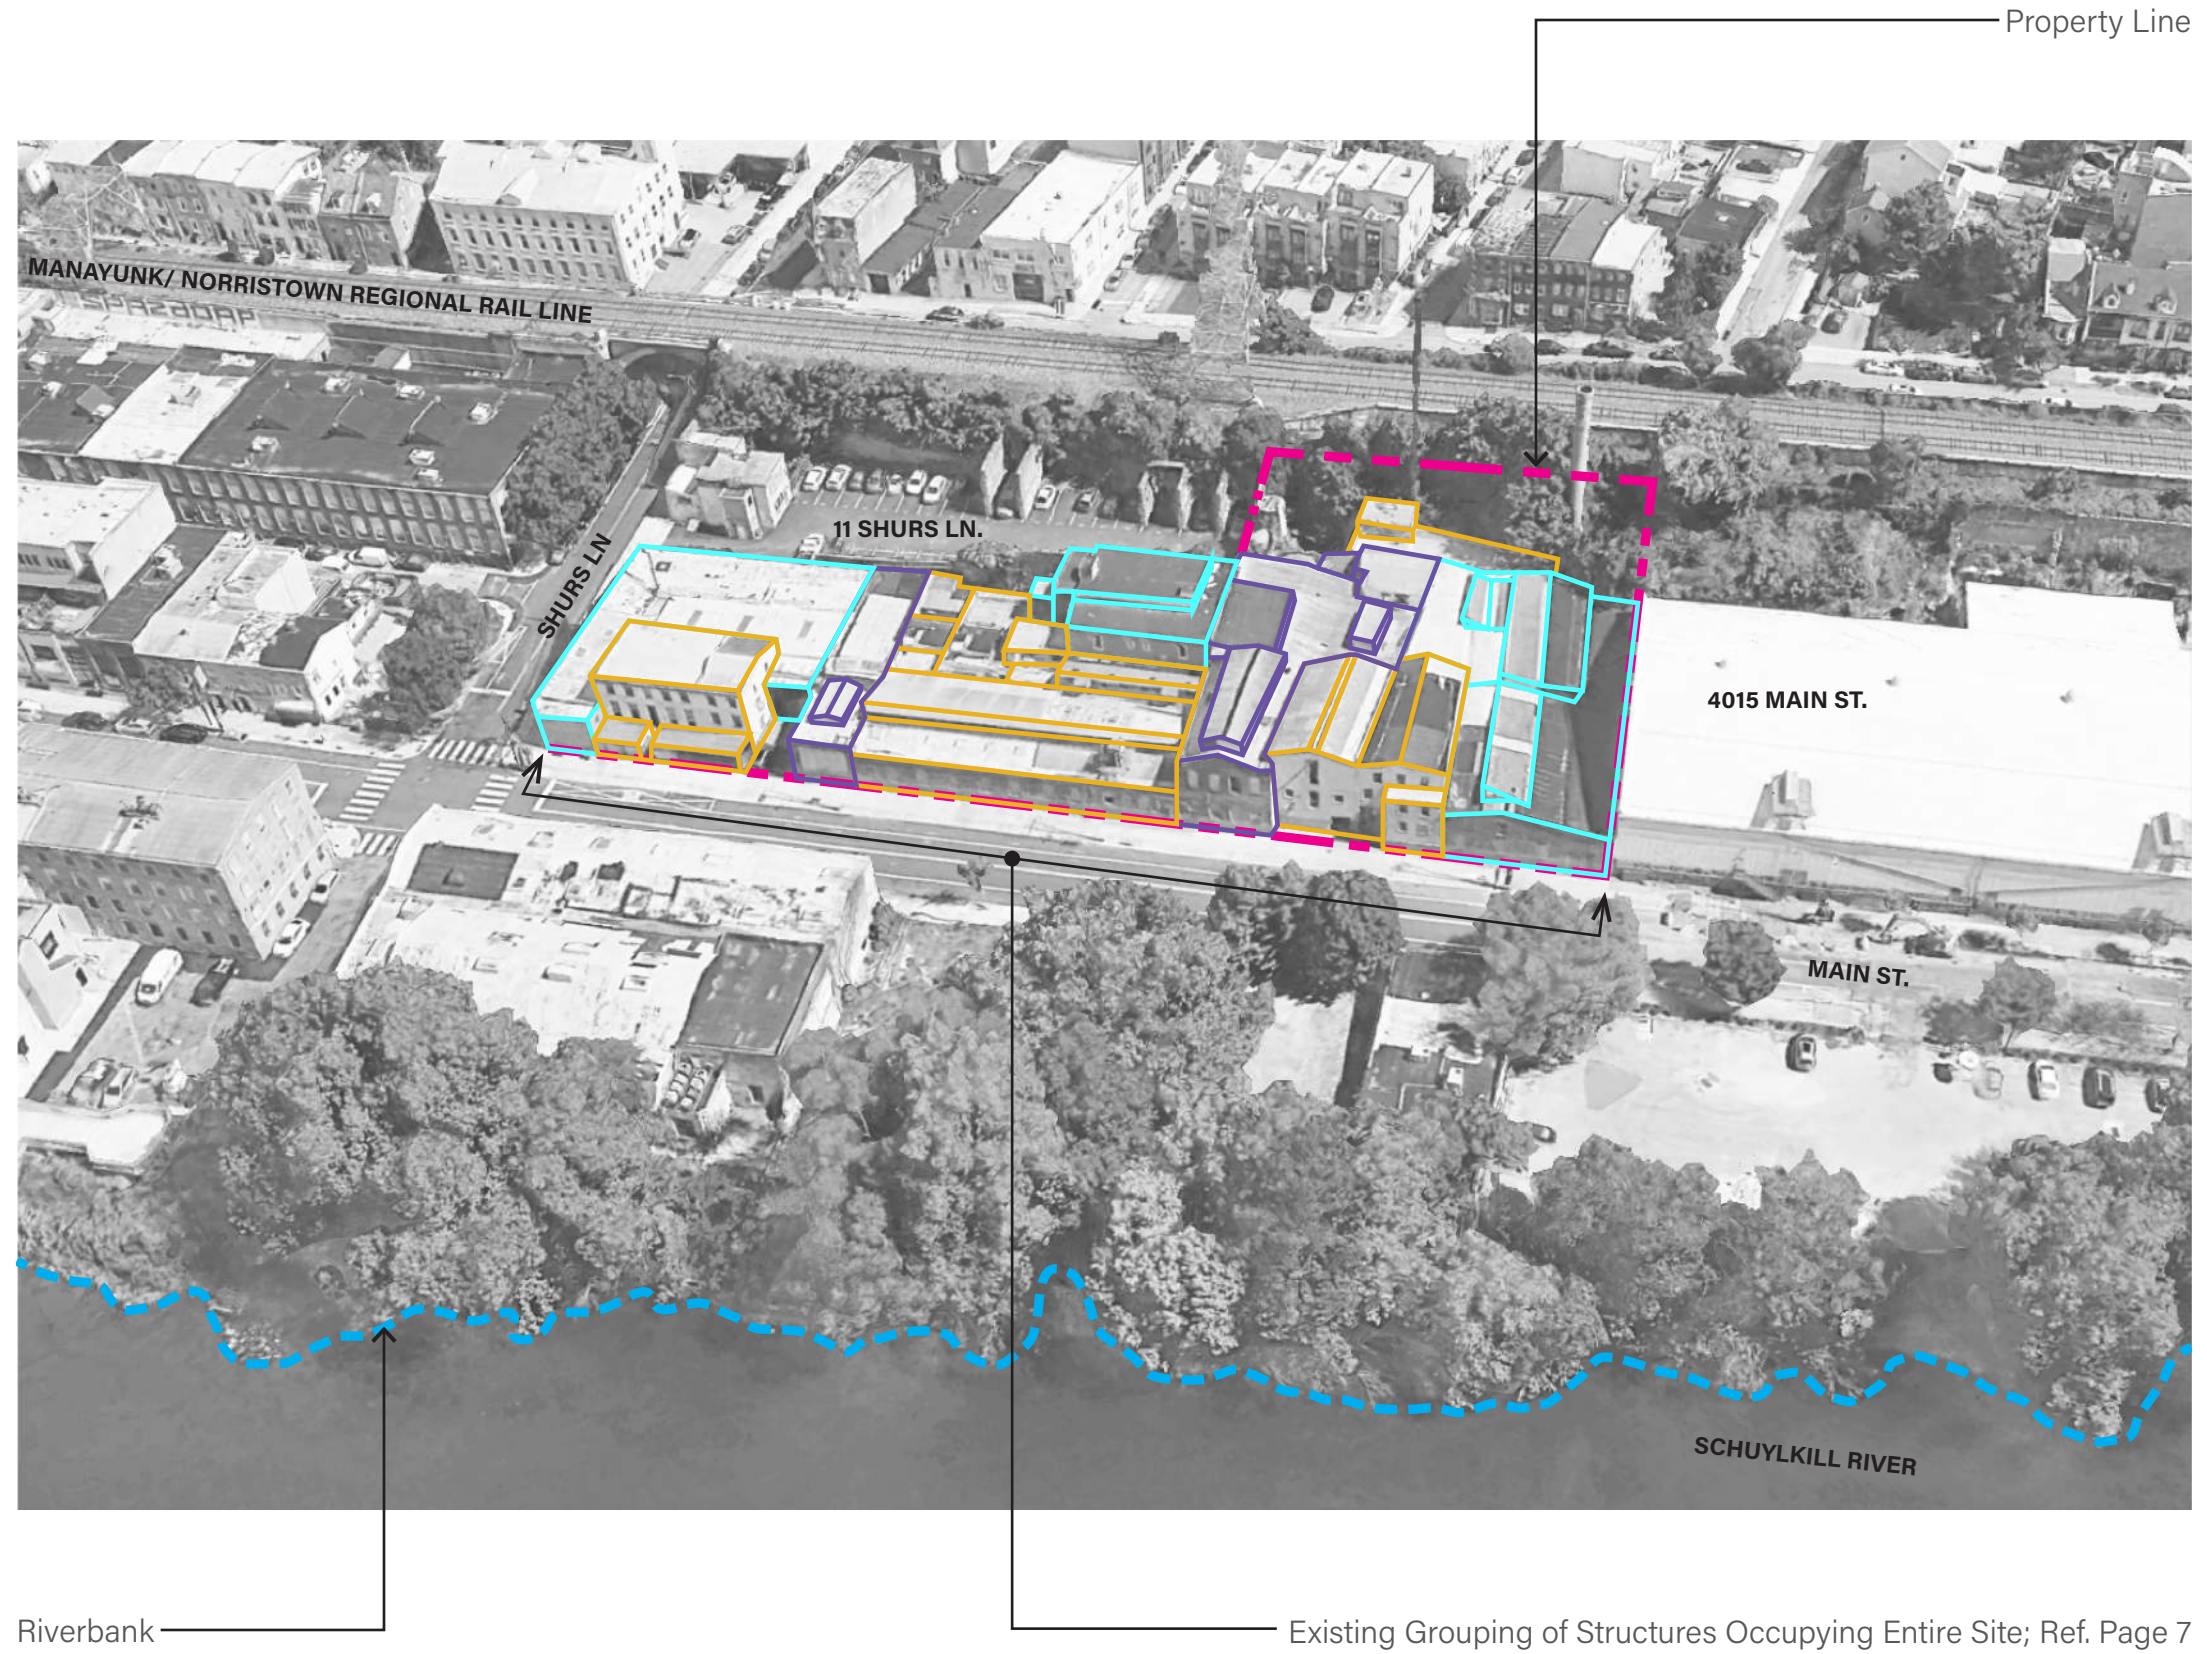 Property Line
MANAYUNK/ NORRISTOWN REGIONAL RAIL LINE
11 SHURS LN.
SHURS LN
4015 MAIN ST.
MAIN ST.
SCHUYLKILL RIVER
Riverbank
Existing Grouping of Structures Occupying Entire Site; Ref. Page 7